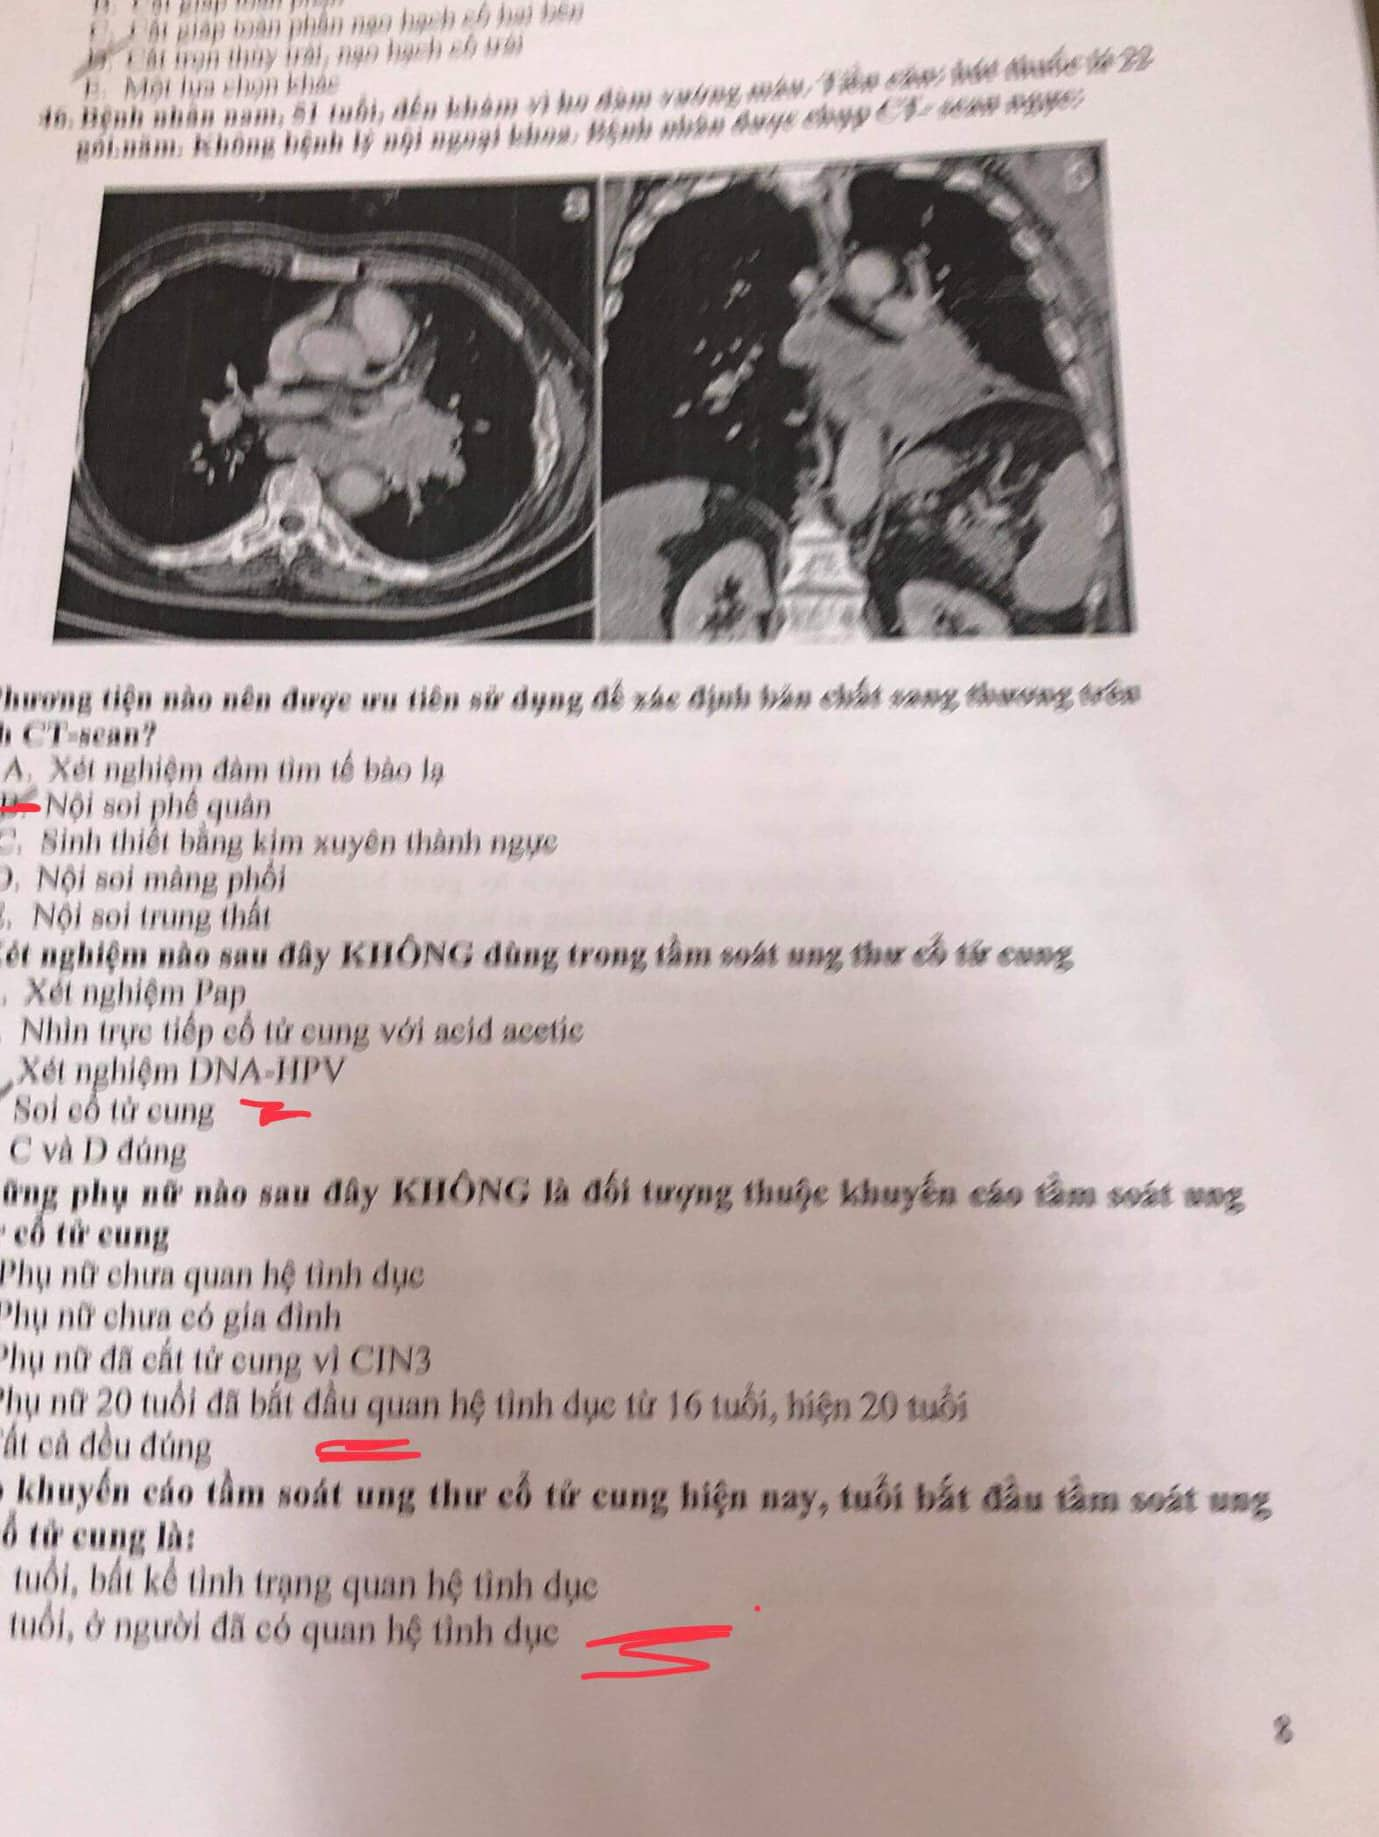 B. Cắt giáp toàn phần
C. Cắt giáp toàn phần nạo hạch cổ hai bên
D. Cắt trọn thùy trái, nạo hạch cổ trái
E. Một lựa chọn khác
46. Bệnh nhân nam, 51 tuổi, đến khám vì ho đàm vướng máu. Tiền căn: hút thuốc lá 22
gói.năm. Không bệnh lý nội ngoại khoa. Bệnh nhân được chụp CT- scan ngực:
a
Phương tiện nào nên được ưu tiên sử dụng để xác định bản chất sang thương trên
h CT-scan?
A. Xét nghiệm đàm tìm tế bào lạ
B. Nội soi phế quản
C. Sinh thiết bằng kim xuyên thành ngực
D. Nội soi màng phổi
E. Nội soi trung thất
Xét nghiệm nào sau đây KHÔNG dùng trong tầm soát ung thư cổ tử cung
. Xét nghiệm Pap
Nhìn trực tiếp cổ tử cung với acid acetic
Xét nghiệm DNA-HPV
Soi cổ tử cung
C và D đúng
ững phụ nữ nào sau đây KHÔNG là đối tượng thuộc khuyến cáo tầm soát ung
cổ tử cung
Phụ nữ chưa quan hệ tình dục
Phụ nữ chưa có gia đình
Phụ nữ đã cắt tử cung vì CIN3
Phụ nữ 20 tuổi đã bắt đầu quan hệ tình dục từ 16 tuổi, hiện 20 tuổi
Tất cả đều đúng
khuyến cáo tầm soát ung thư cổ tử cung hiện nay, tuổi bắt đầu tầm soát ung
ổ tử cung là:
tuổi, bất kể tình trạng quan hệ tình dục
tuổi, ở người đã có quan hệ tình dục
8